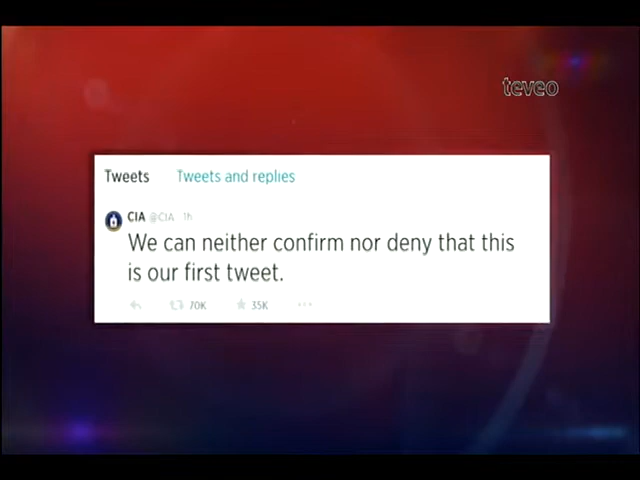 teveo
Tweets Tweets and replies
CIA @CIA 1h
We can neither confirm nor deny that this
is our first tweet.
70K 35K